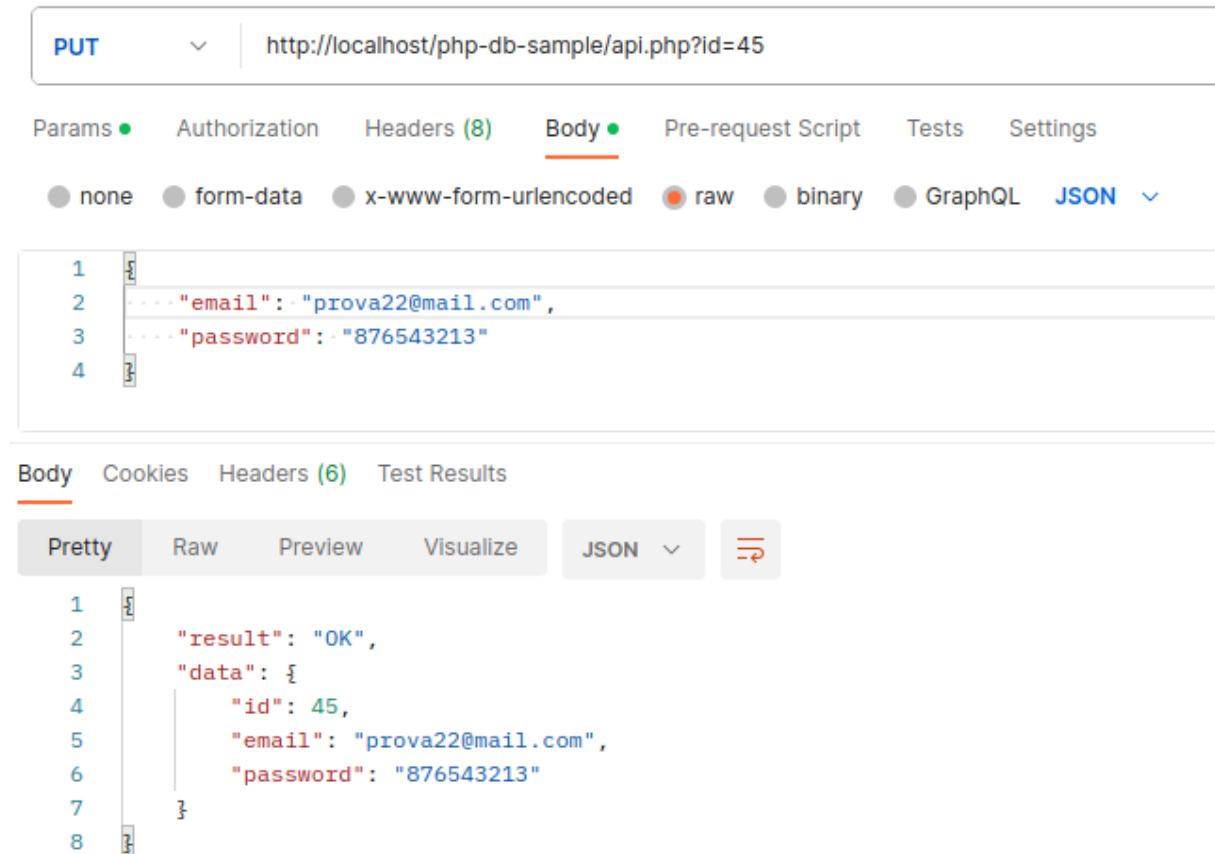 PUT http://localhost/php-db-sample/api.php?id=45
Params Authorization Headers (8) Body Pre-request Script Tests Settings
none form-data x-www-form-urlencoded raw binary GraphQL JSON
1 {
2 "email": "prova22@mail.com",
3 "password": "876543213"
4 }
Body Cookies Headers (6) Test Results
Pretty Raw Preview Visualize JSON
1 {
2 "result": "OK",
3 "data": {
4 "id": 45,
5 "email": "prova22@mail.com",
6 "password": "876543213"
7 }
8 }